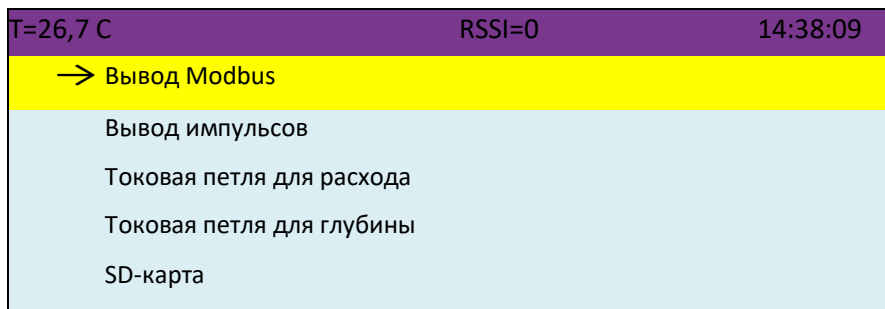 T=26,7 C RSSI=0 14:38:09
→ Вывод Modbus
Вывод импульсов
Токовая петля для расхода
Токовая петля для глубины
SD-карта